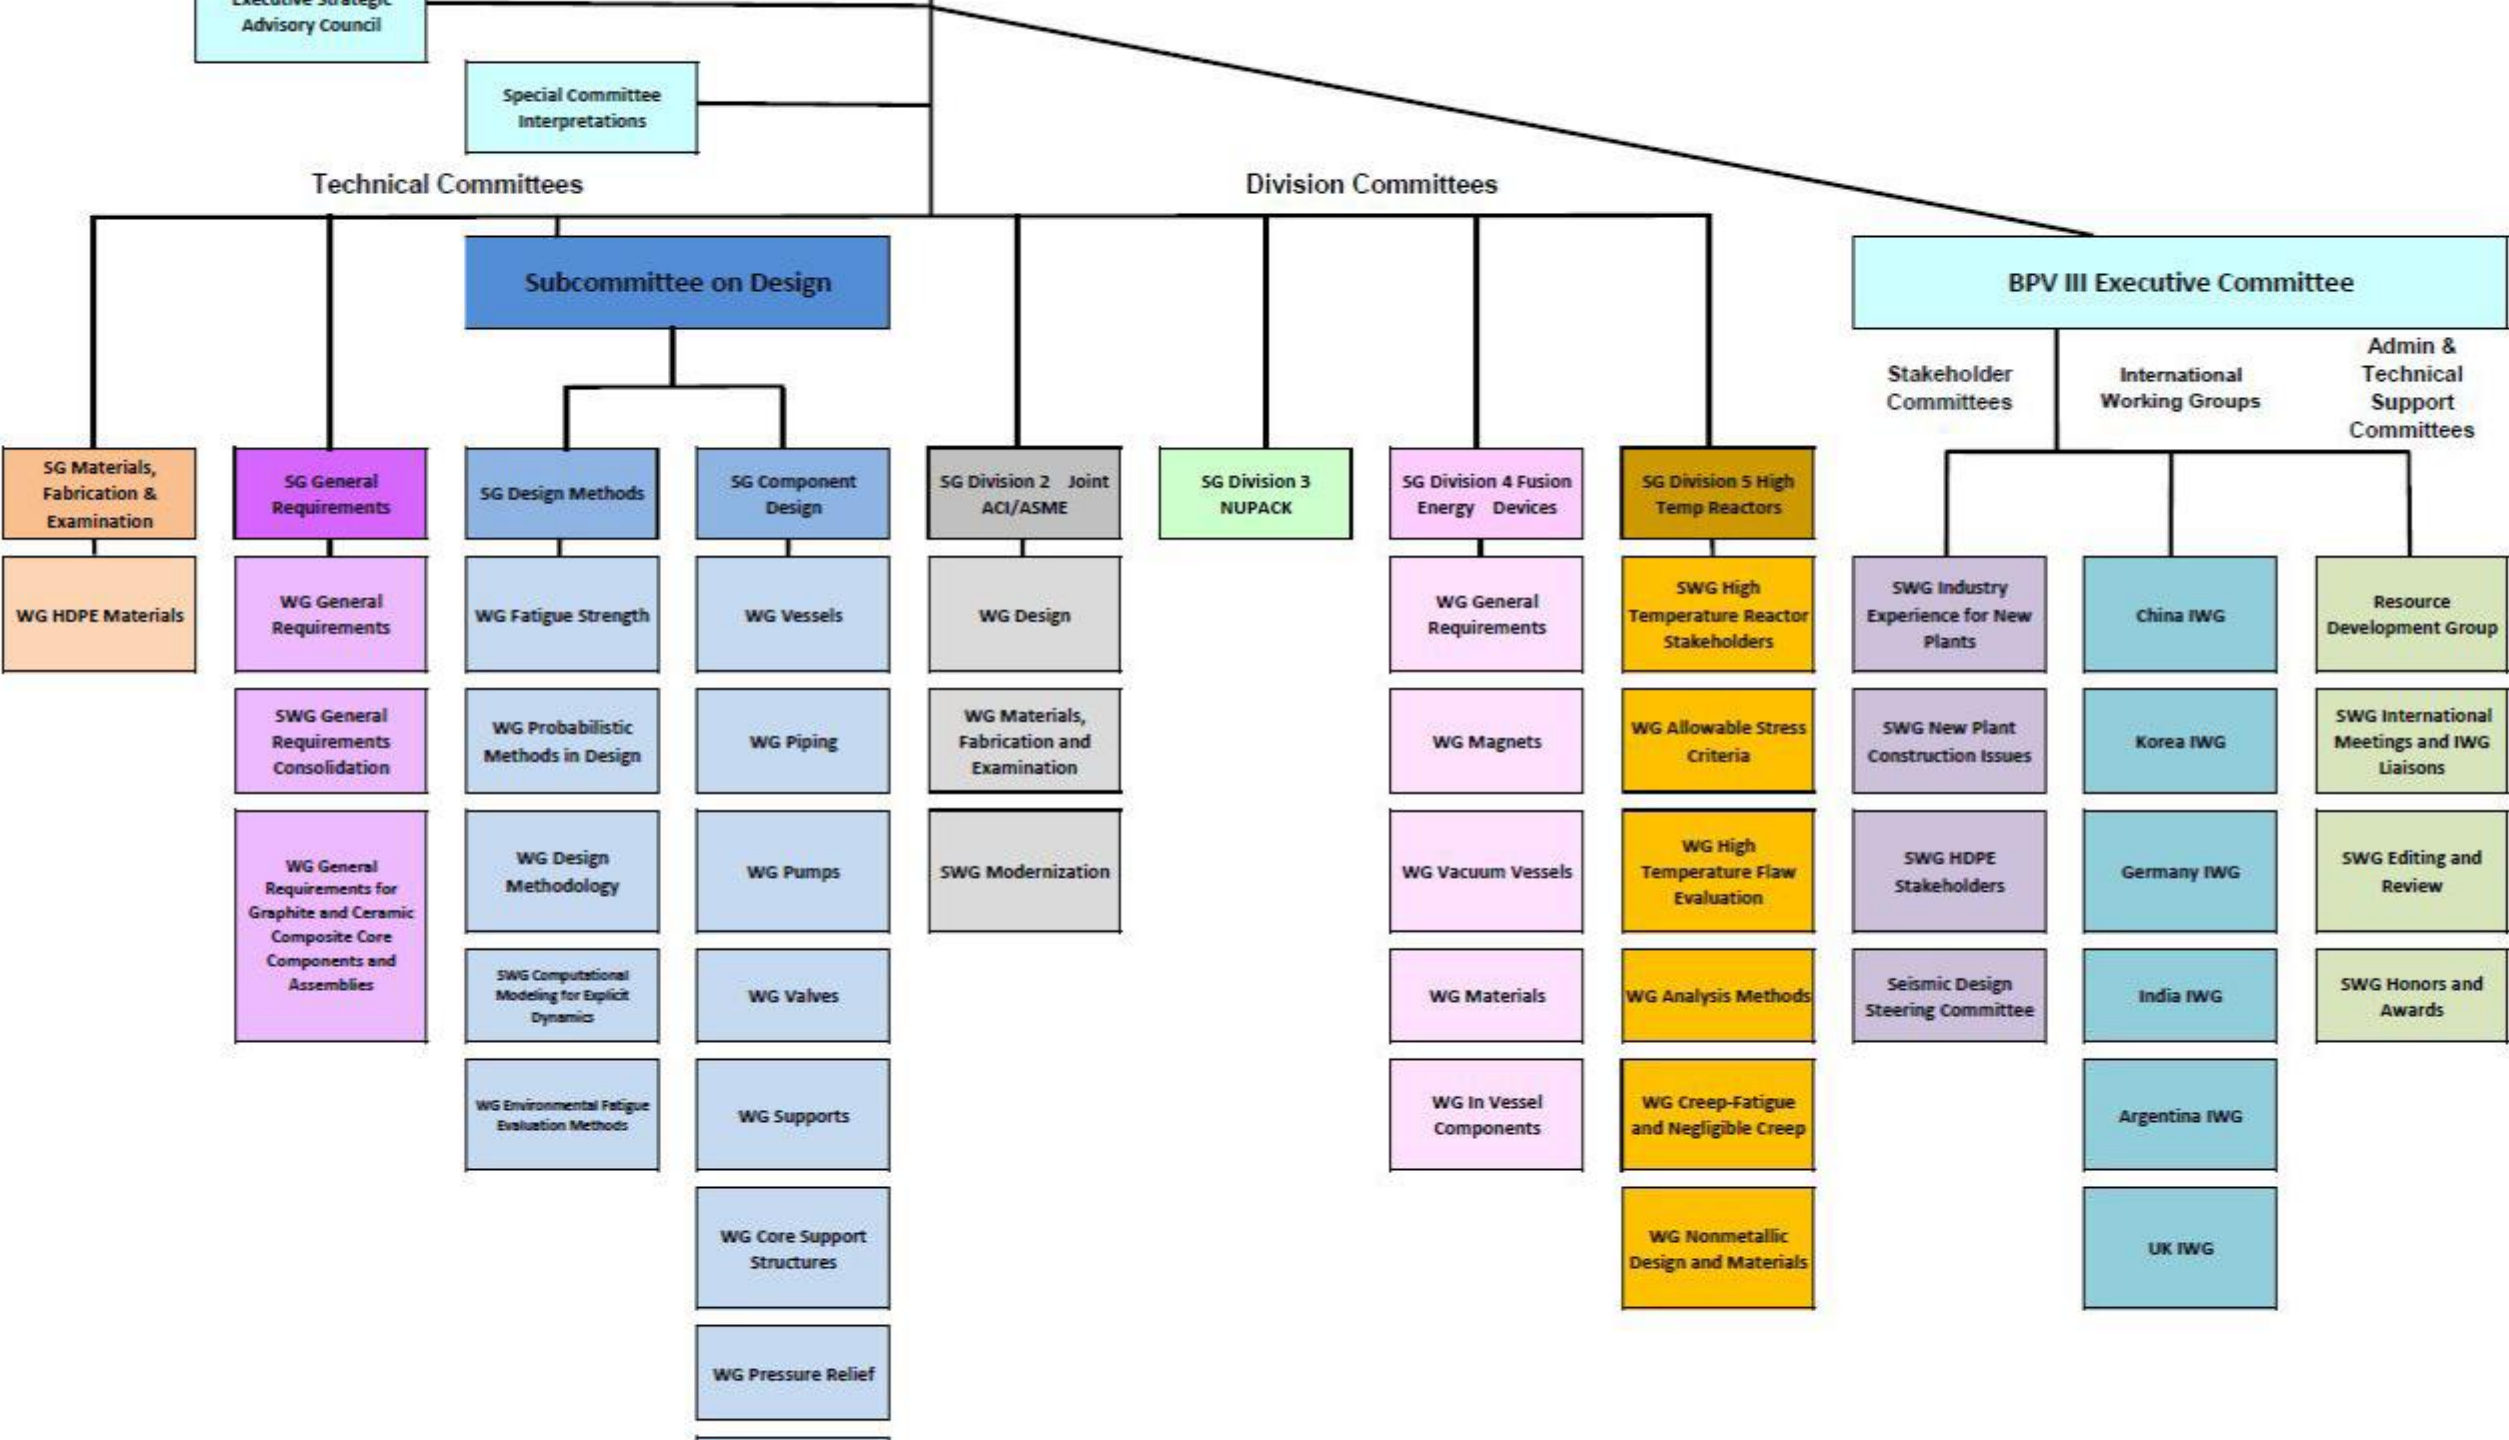 Executive Strategic
Advisory Council
Special Committee
Interpretations
Technical Committees
Division Committees
Subcommittee on Design
BPV III Executive Committee
Stakeholder
Committees
International
Working Groups
Admin &
Technical
Support
Committees
SG Materials,
Fabrication &
Examination
SG General
Requirements
SG Design Methods
SG Component
Design
SG Division 2 Joint
ACI/ASME
SG Division 3
NUPACK
SG Division 4 Fusion
Energy Devices
SG Division 5 High
Temp Reactors
WG HDPE Materials
WG General
Requirements
WG Fatigue Strength
WG Vessels
WG Design
WG General
Requirements
SWG High
Temperature Reactor
Stakeholders
SWG Industry
Experience for New
Plants
China IWG
Resource
Development Group
SWG General
Requirements
Consolidation
WG Probabilistic
Methods in Design
WG Piping
WG Materials,
Fabrication and
Examination
WG Magnets
WG Allowable Stress
Criteria
SWG New Plant
Construction Issues
Korea IWG
SWG International
Meetings and IWG
Liaisons
WG General
Requirements for
Graphite and Ceramic
Composite Core
Components and
Assemblies
WG Design
Methodology
WG Pumps
SWG Modernization
WG Vacuum Vessels
WG High
Temperature Flaw
Evaluation
SWG HDPE
Stakeholders
Germany IWG
SWG Editing and
Review
SWG Computational
Modeling for Explicit
Dynamics
WG Valves
WG Materials
WG Analysis Methods
Seismic Design
Steering Committee
India IWG
SWG Honors and
Awards
WG Environmental Fatigue
Evaluation Methods
WG Supports
WG In Vessel
Components
WG Creep-Fatigue
and Negligible Creep
Argentina IWG
WG Core Support
Structures
WG Nonmetallic
Design and Materials
UK IWG
WG Pressure Relief